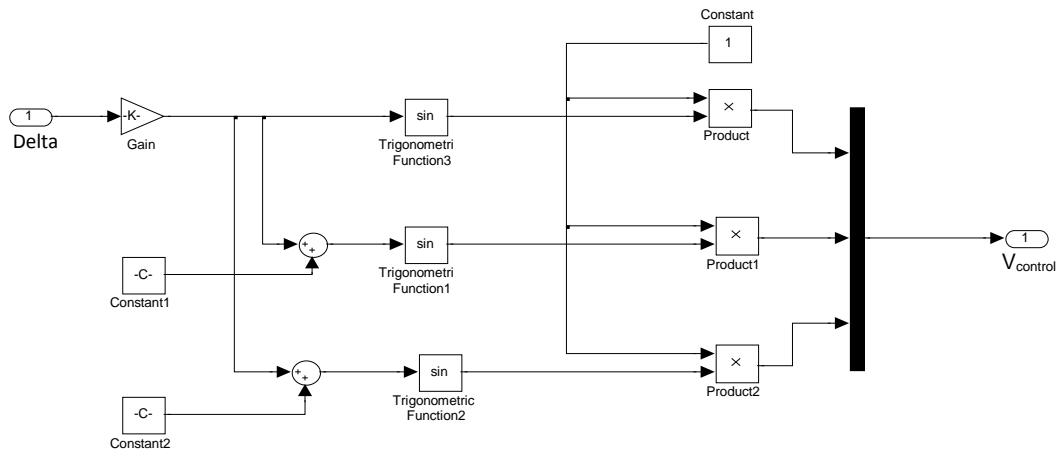 Constant
1
1
Delta
-K-
Gain
sin
Trigonometri
Function3
×
Product
-C-
Constant1
+
+
sin
Trigonometri
Function1
×
Product1
1
Vcontrol
-C-
Constant2
+
+
sin
Trigonometric
Function2
×
Product2